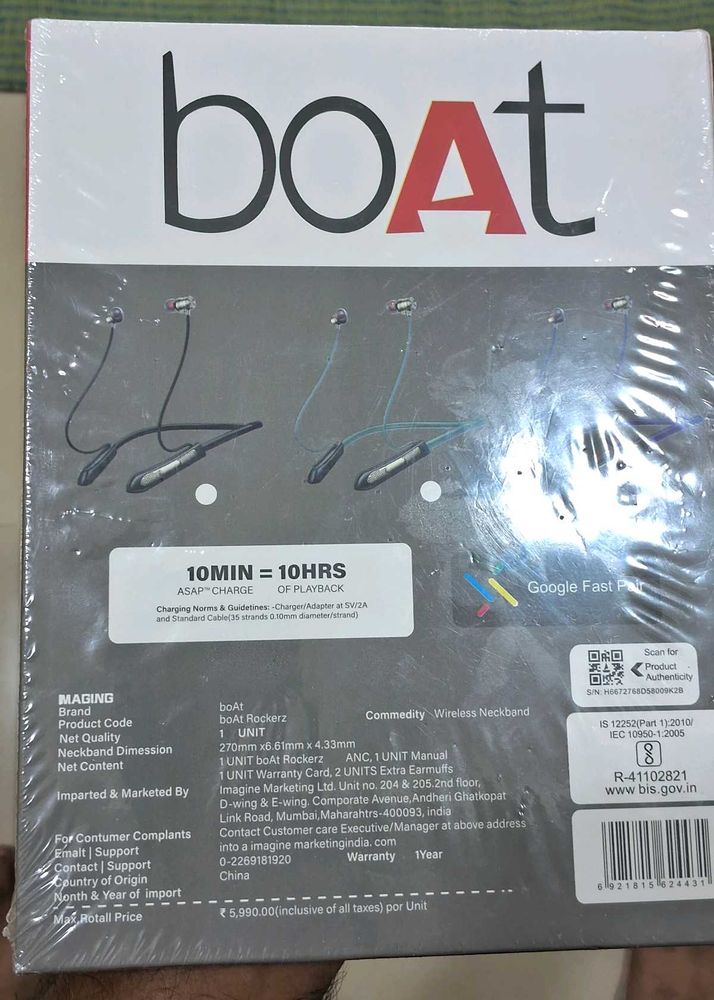 boAt
10MIN = 10HRS
ASAP™ CHARGE OF PLAYBACK
Charging Norms & Guidetines: -Charger/Adapter at 5V/2A
and Standard Cable(35 strands 0.10mm diameter/strand)
Google Fast Pair
Scan for
Product
Authenticity
S/N: H6672768D58009K2B
MAGING
Brand boAt
Product Code boAt Rockerz Commedity Wireless Neckband
Net Quality 1 UNIT
Neckband Dimession 270mm x6.61mm x 4.33mm
Net Content 1 UNIT boAt Rockerz ANC, 1 UNIT Manual
1 UNIT Warranty Card, 2 UNITS Extra Earmuffs
Imparted & Marketed By Imagine Marketing Ltd. Unit no. 204 & 205.2nd floor,
D-wing & E-wing. Corporate Avenue,Andheri Ghatkopat
Link Road, Mumbai,Maharahtrs-400093, india
For Contumer Complants Contact Customer care Executive/Manager at above address
Emalt | Support into a imagine marketingindia. com
Contact | Support 0-2269181920 Warranty 1Year
Country of Origin China
Nonth & Year of import
Max,Rotall Price ₹ 5,990.00(inclusive of all taxes) per Unit
IS 12252(Part 1):2010/
IEC 10950-1:2005
R-41102821
www bis.gov.in
6 921815 624431